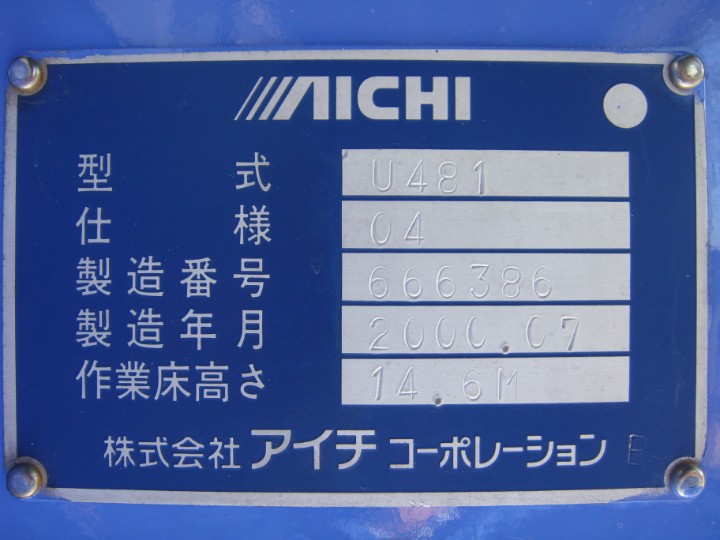 AICHI
型式 U481
仕様 04
製造番号 666386
製造年月 2000.07
作業床高さ 14.6M
株式会社 アイチ コーポレーション E